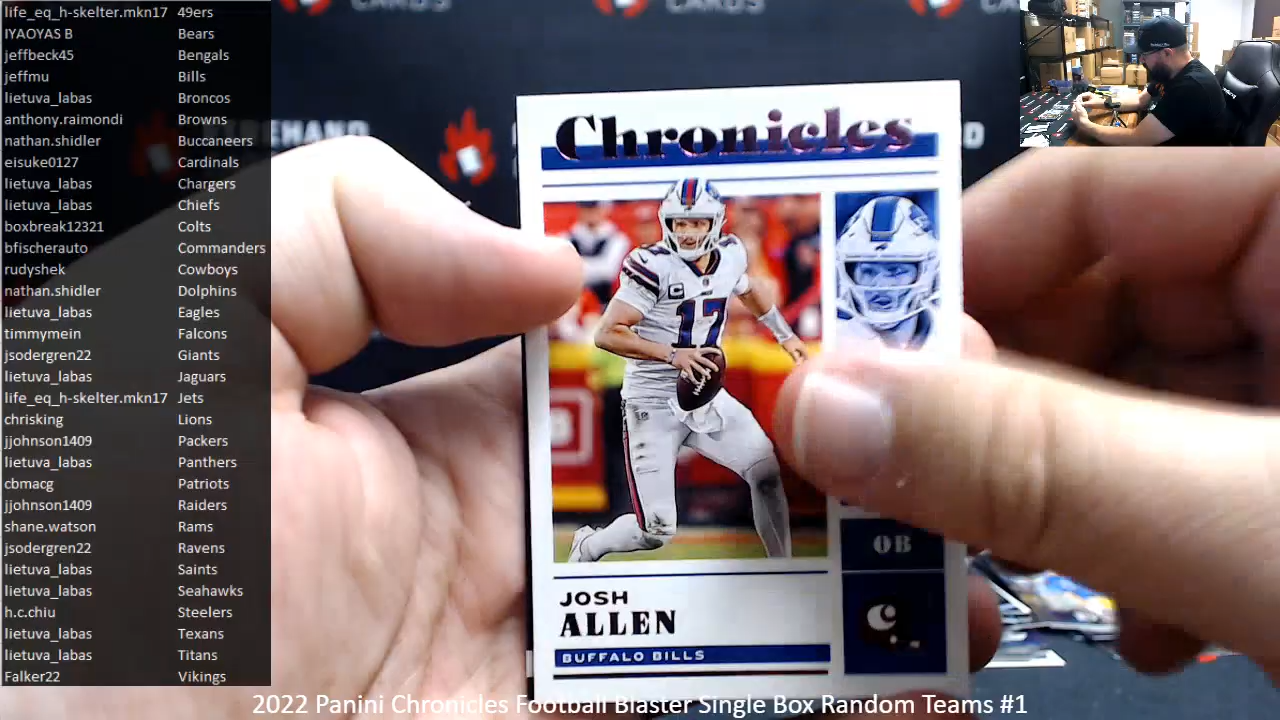 life_eq_h-skelter.mkn17 49ers
IYAOYAS B Bears
jeffbeck45 Bengals
jeffmu Bills
lietuva_labas Broncos
anthony.raimondi Browns
nathan.shidler Buccaneers
eisuke0127 Cardinals
lietuva_labas Chargers
lietuva_labas Chiefs
boxbreak12321 Colts
bfischerauto Commanders
rudyshek Cowboys
nathan.shidler Dolphins
lietuva_labas Eagles
timmymein Falcons
jsodergren22 Giants
lietuva_labas Jaguars
life_eq_h-skelter.mkn17 Jets
chrisking Lions
jjohnson1409 Packers
lietuva_labas Panthers
cbmacg Patriots
jjohnson1409 Raiders
shane.watson Rams
jsodergren22 Ravens
lietuva_labas Saints
lietuva_labas Seahawks
h.c.chiu Steelers
lietuva_labas Texans
lietuva_labas Titans
Falker22 Vikings
CARDS
CARDS
Chronicles
17
C
QB
JOSH
ALLEN
BUFFALO BILLS
2022 Panini Chronicles Football Blaster Single Box Random Teams #1